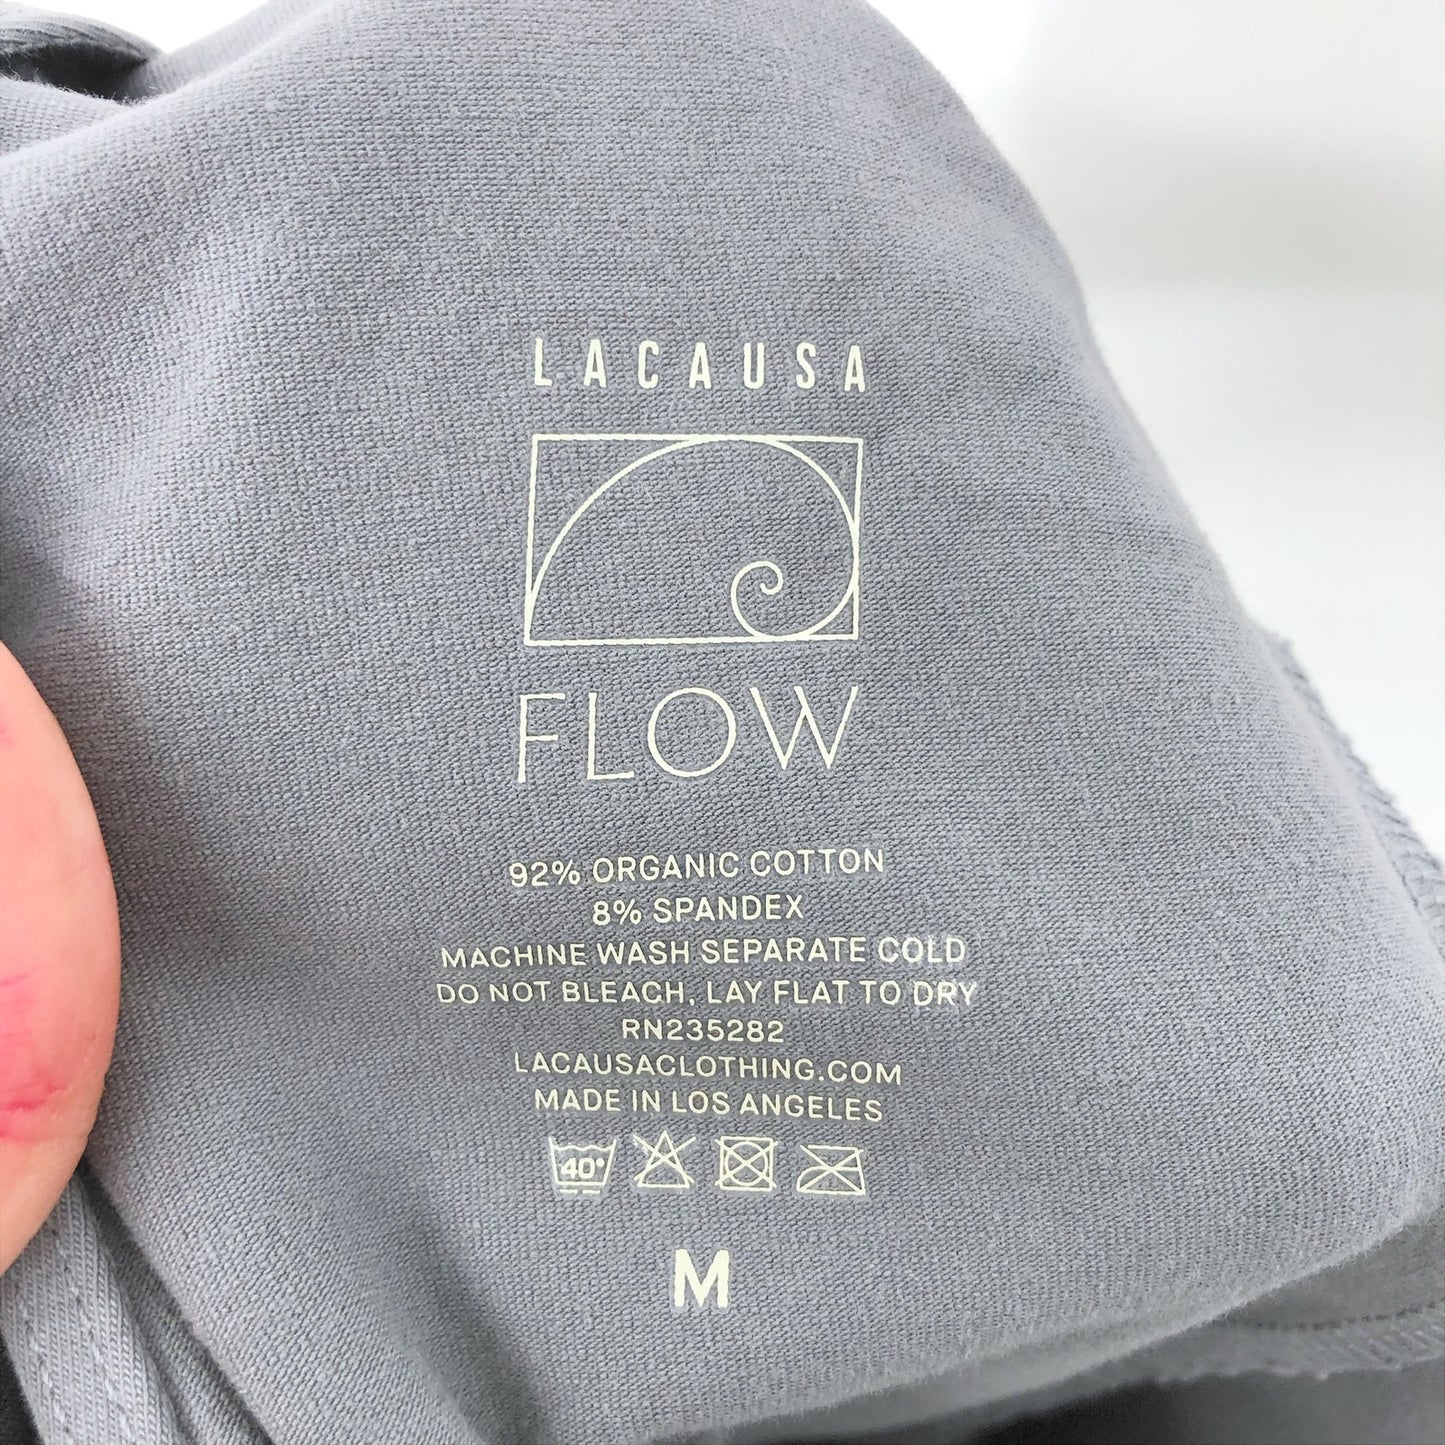 LACAUSA
FLOW
92% ORGANIC COTTON
8% SPANDEX
MACHINE WASH SEPARATE COLD
DO NOT BLEACH, LAY FLAT TO DRY
RN235282
LACAUSACLOTHING.COM
MADE IN LOS ANGELES
40°
M